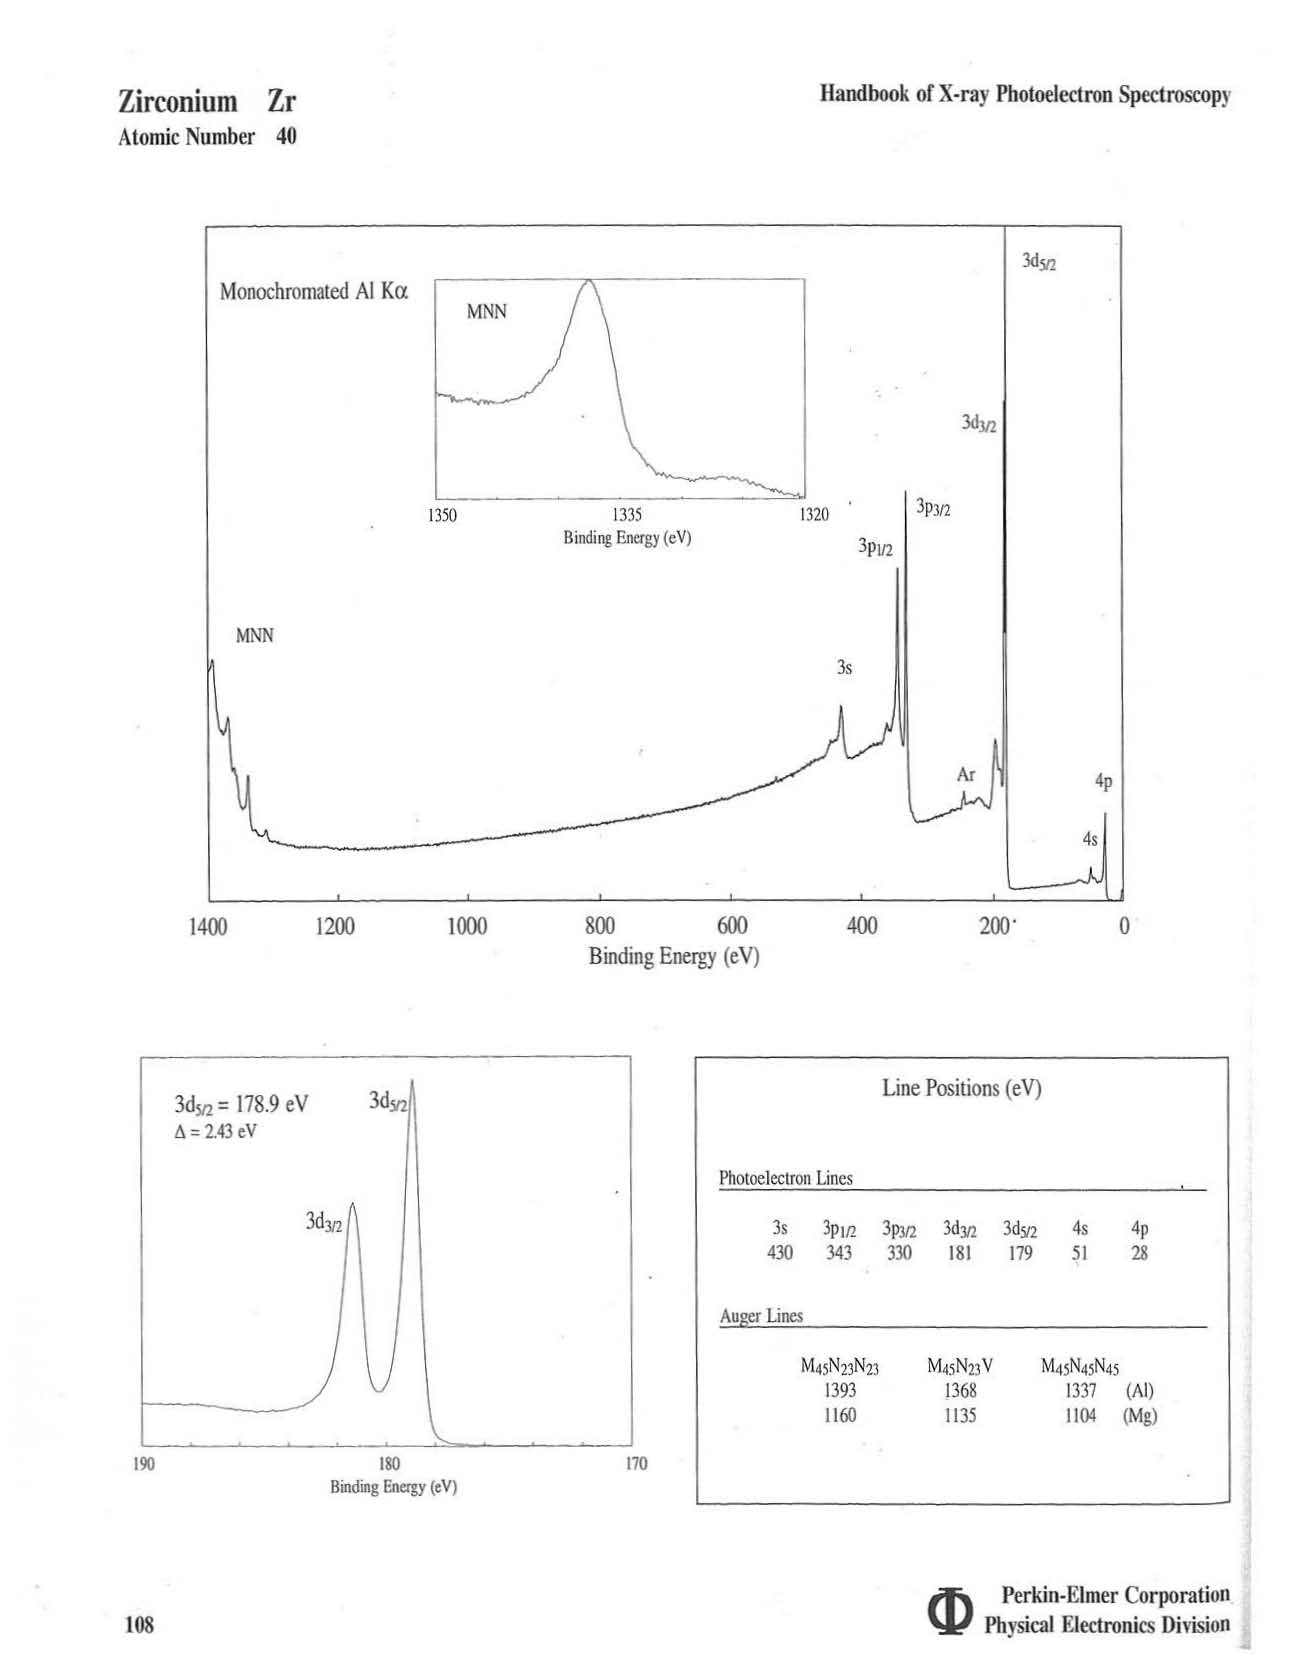 Zirconium Zr
Atomic Number 40
Handbook of X-ray Photoelectron Spectroscopy
Monochromated Al Kα
MNN
1350 1335 1320
Binding Energy (eV)
3d5/2
3d3/2
3p3/2
3p1/2
MNN
3s
Ar
4p
4s
1400 1200 1000 800 600 400 200 0
Binding Energy (eV)
3d5/2 = 178.9 eV
Δ = 2.43 eV
3d5/2
3d3/2
190 180 170
Binding Energy (eV)
Line Positions (eV)
Photoelectron Lines
3s 3p1/2 3p3/2 3d3/2 3d5/2 4s 4p
430 343 330 181 179 51 28
Auger Lines
M45N23N23 M45N23V M45N45N45
1393 1368 1337 (Al)
1160 1135 1104 (Mg)
108
Perkin-Elmer Corporation
Physical Electronics Division